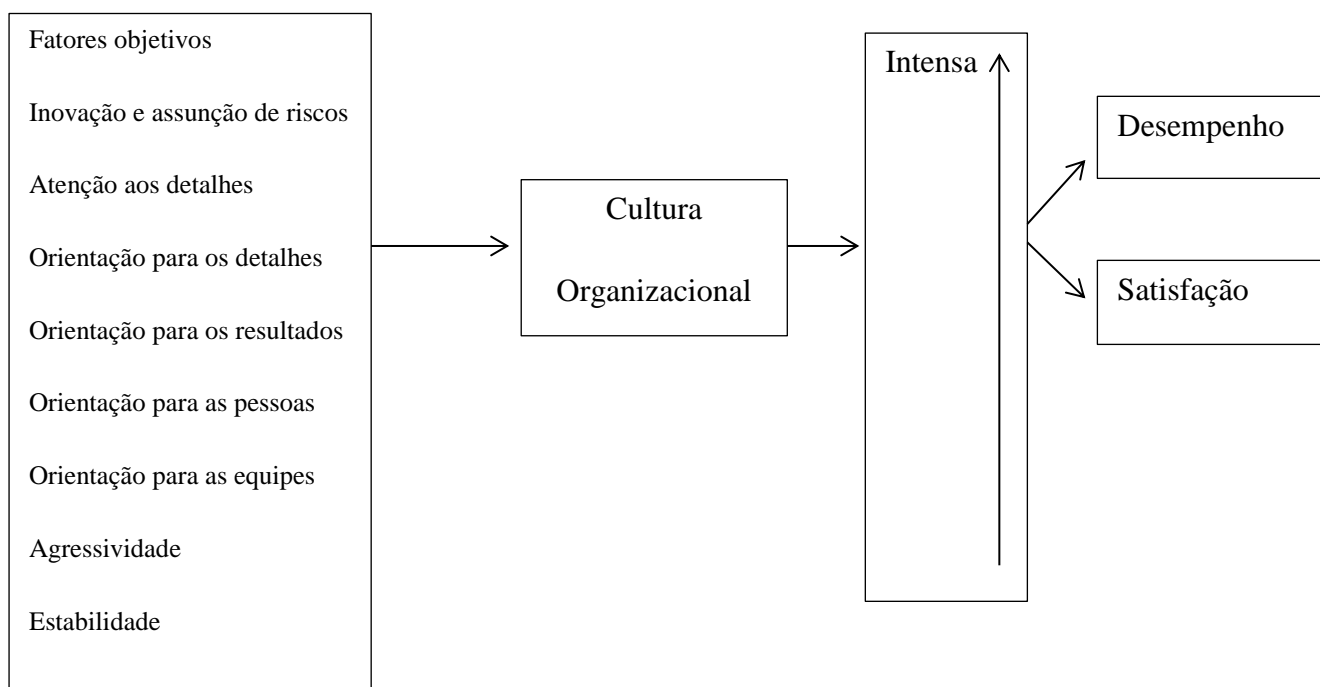 Fatores objetivos
Inovação e assunção de riscos
Atenção aos detalhes
Orientação para os detalhes
Orientação para os resultados
Orientação para as pessoas
Orientação para as equipes
Agressividade
Estabilidade
Cultura
Organizacional
Intensa
Desempenho
Satisfação